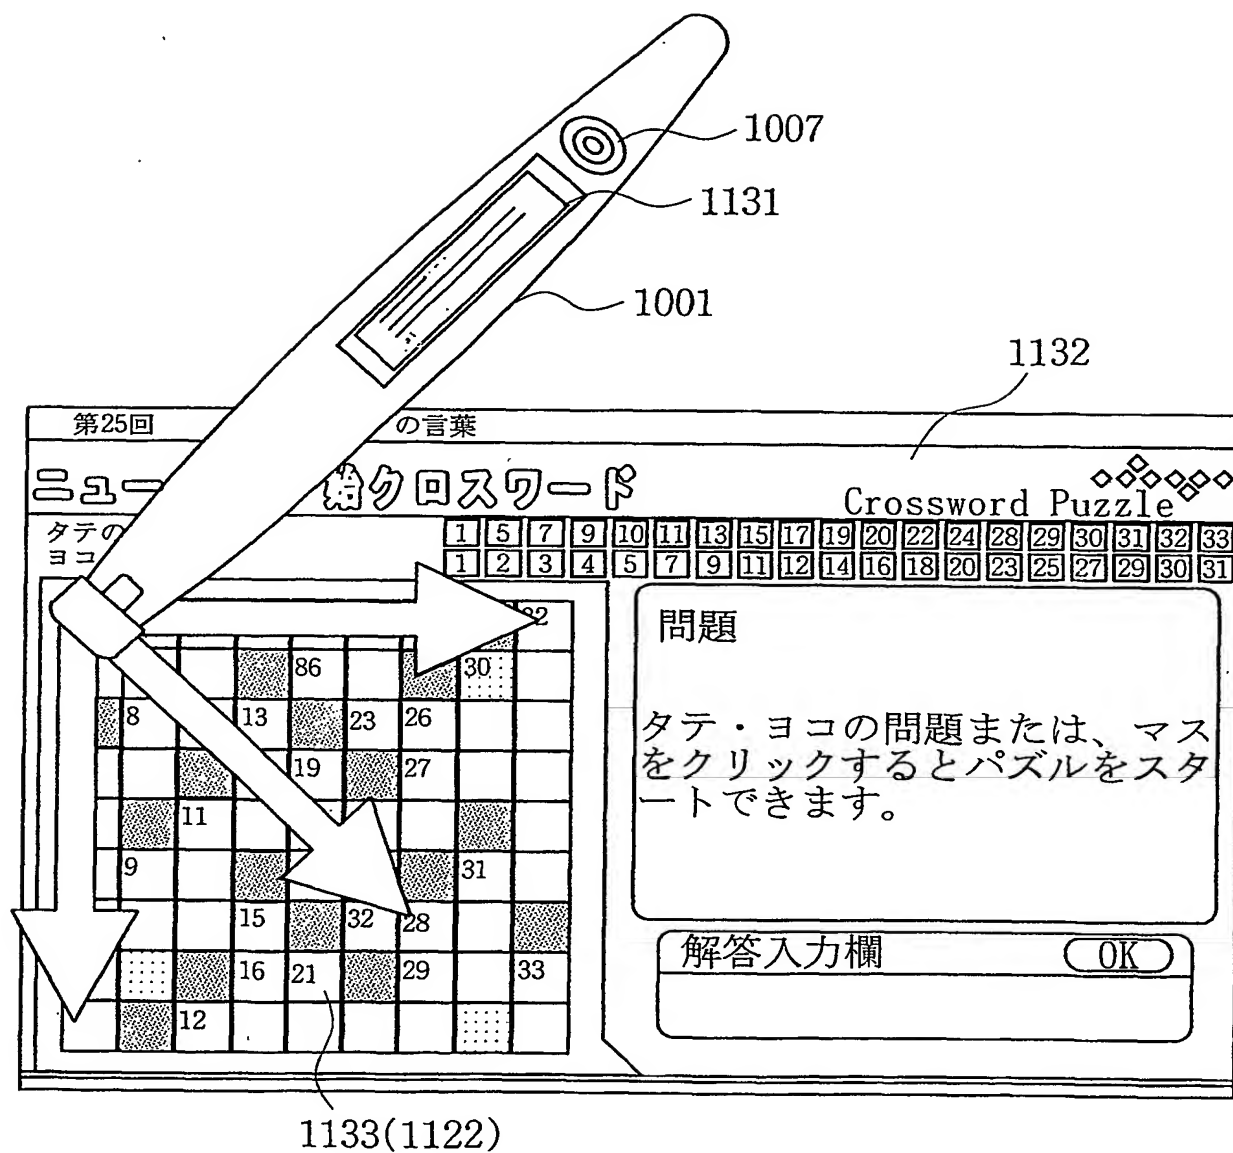 1007
1131
1001
1132
第25回 の言葉
ニュー 始クロスワード
Crossword Puzzle
タテの 1 5 7 9 10 11 13 15 17 19 20 22 24 28 29 30 31 32 33
ヨコ 1 2 3 4 5 7 9 11 12 14 16 18 20 23 25 27 29 30 31
問題
86 30
8 13 23 26
タテ・ヨコの問題または、マス
をクリックするとパズルをスタ
ートできます。
19 27
11
9 31
15 32 28
解答入力欄 OK
16 21 29 33
12
1133(1122)